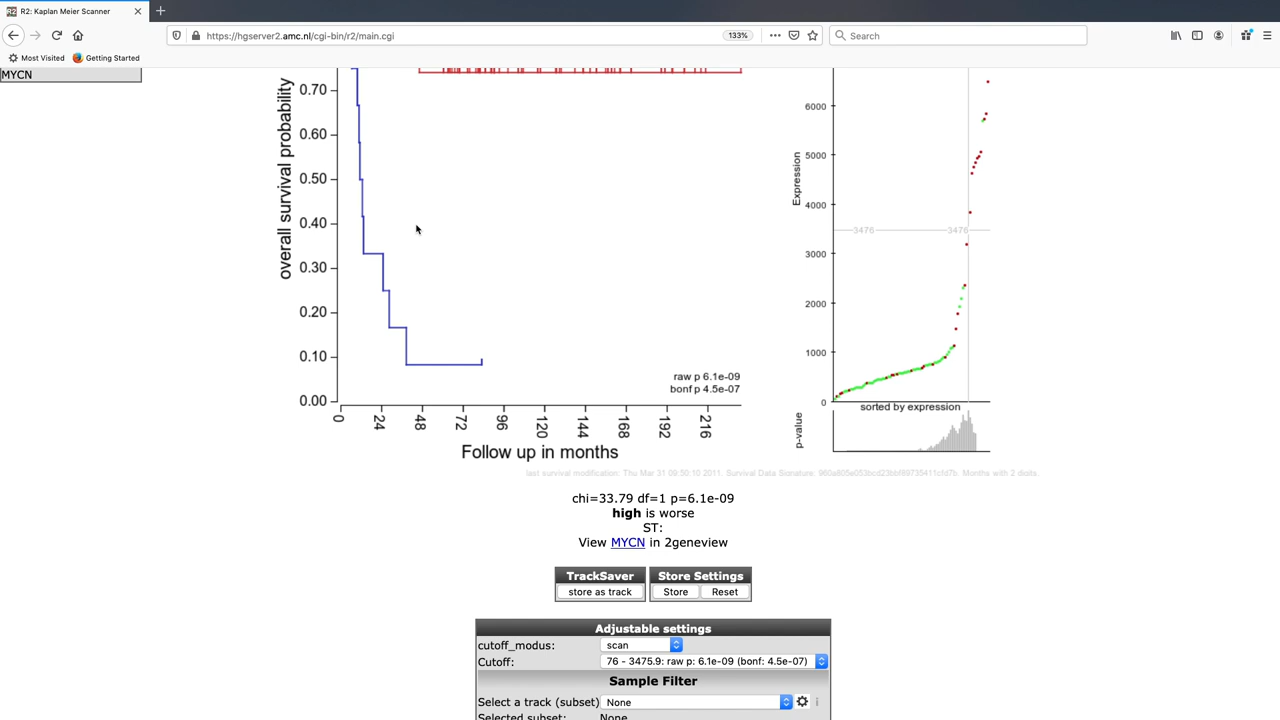 R2: Kaplan Meier Scanner
https://hgserver2.amc.nl/cgi-bin/r2/main.cgi
133%
Search
Most Visited
Getting Started
MYCN
overall survival probability
0.70
0.60
0.50
0.40
0.30
0.20
0.10
0.00
raw p 6.1e-09
bonf p 4.5e-07
0 24 48 72 96 120 144 168 192 216
Follow up in months
Expression
6000
5000
4000
3000
2000
1000
0
3476 3476
sorted by expression
p-value
chi=33.79 df=1 p=6.1e-09
high is worse
ST:
View MYCN in 2geneview
TrackSaver
store as track
Store Settings
Store Reset
Adjustable settings
cutoff_modus: scan
Cutoff: 76 - 3475.9: raw p: 6.1e-09 (bonf: 4.5e-07)
Sample Filter
Select a track (subset) None
Selected subset: None